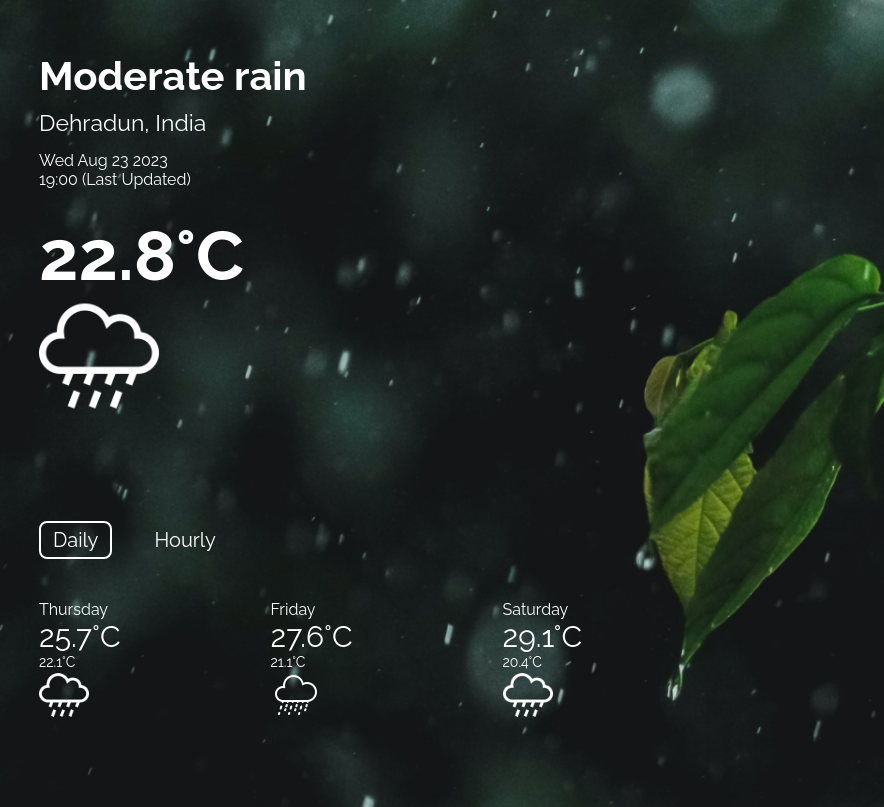 Moderate rain
Dehradun, India
Wed Aug 23 2023
19:00 (Last Updated)
22.8°C
Daily Hourly
Thursday Friday Saturday
25.7°C 27.6°C 29.1°C
22.1°C 21.1°C 20.4°C